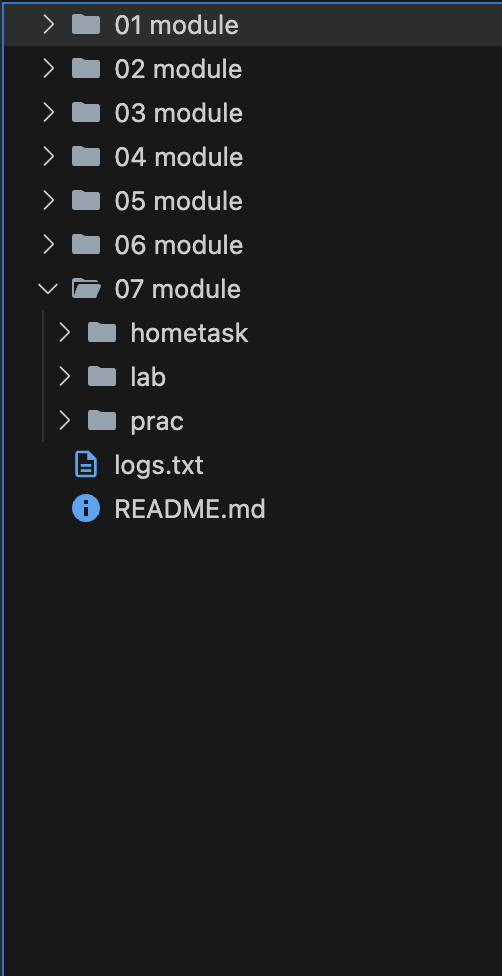 01 module
02 module
03 module
04 module
05 module
06 module
07 module
hometask
lab
prac
logs.txt
README.md